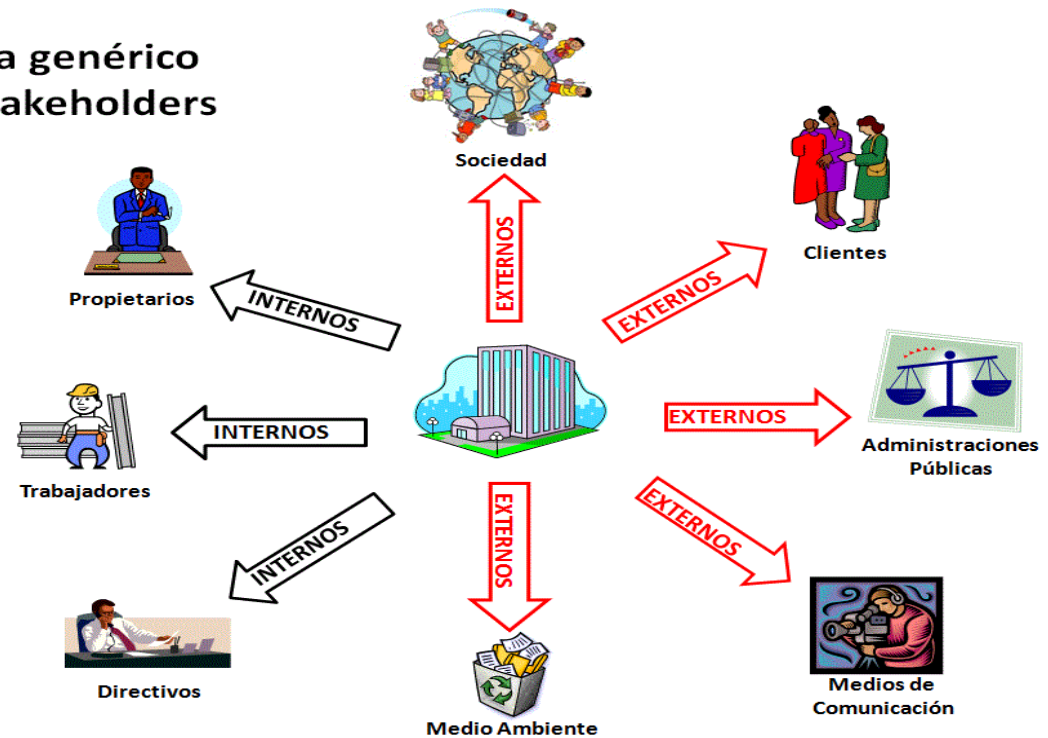 a genérico
akeholders
Sociedad
EXTERNOS
Clientes
EXTERNOS
Propietarios
INTERNOS
EXTERNOS
Administraciones
Públicas
Trabajadores
INTERNOS
EXTERNOS
Medios de
Comunicación
Directivos
INTERNOS
EXTERNOS
Medio Ambiente